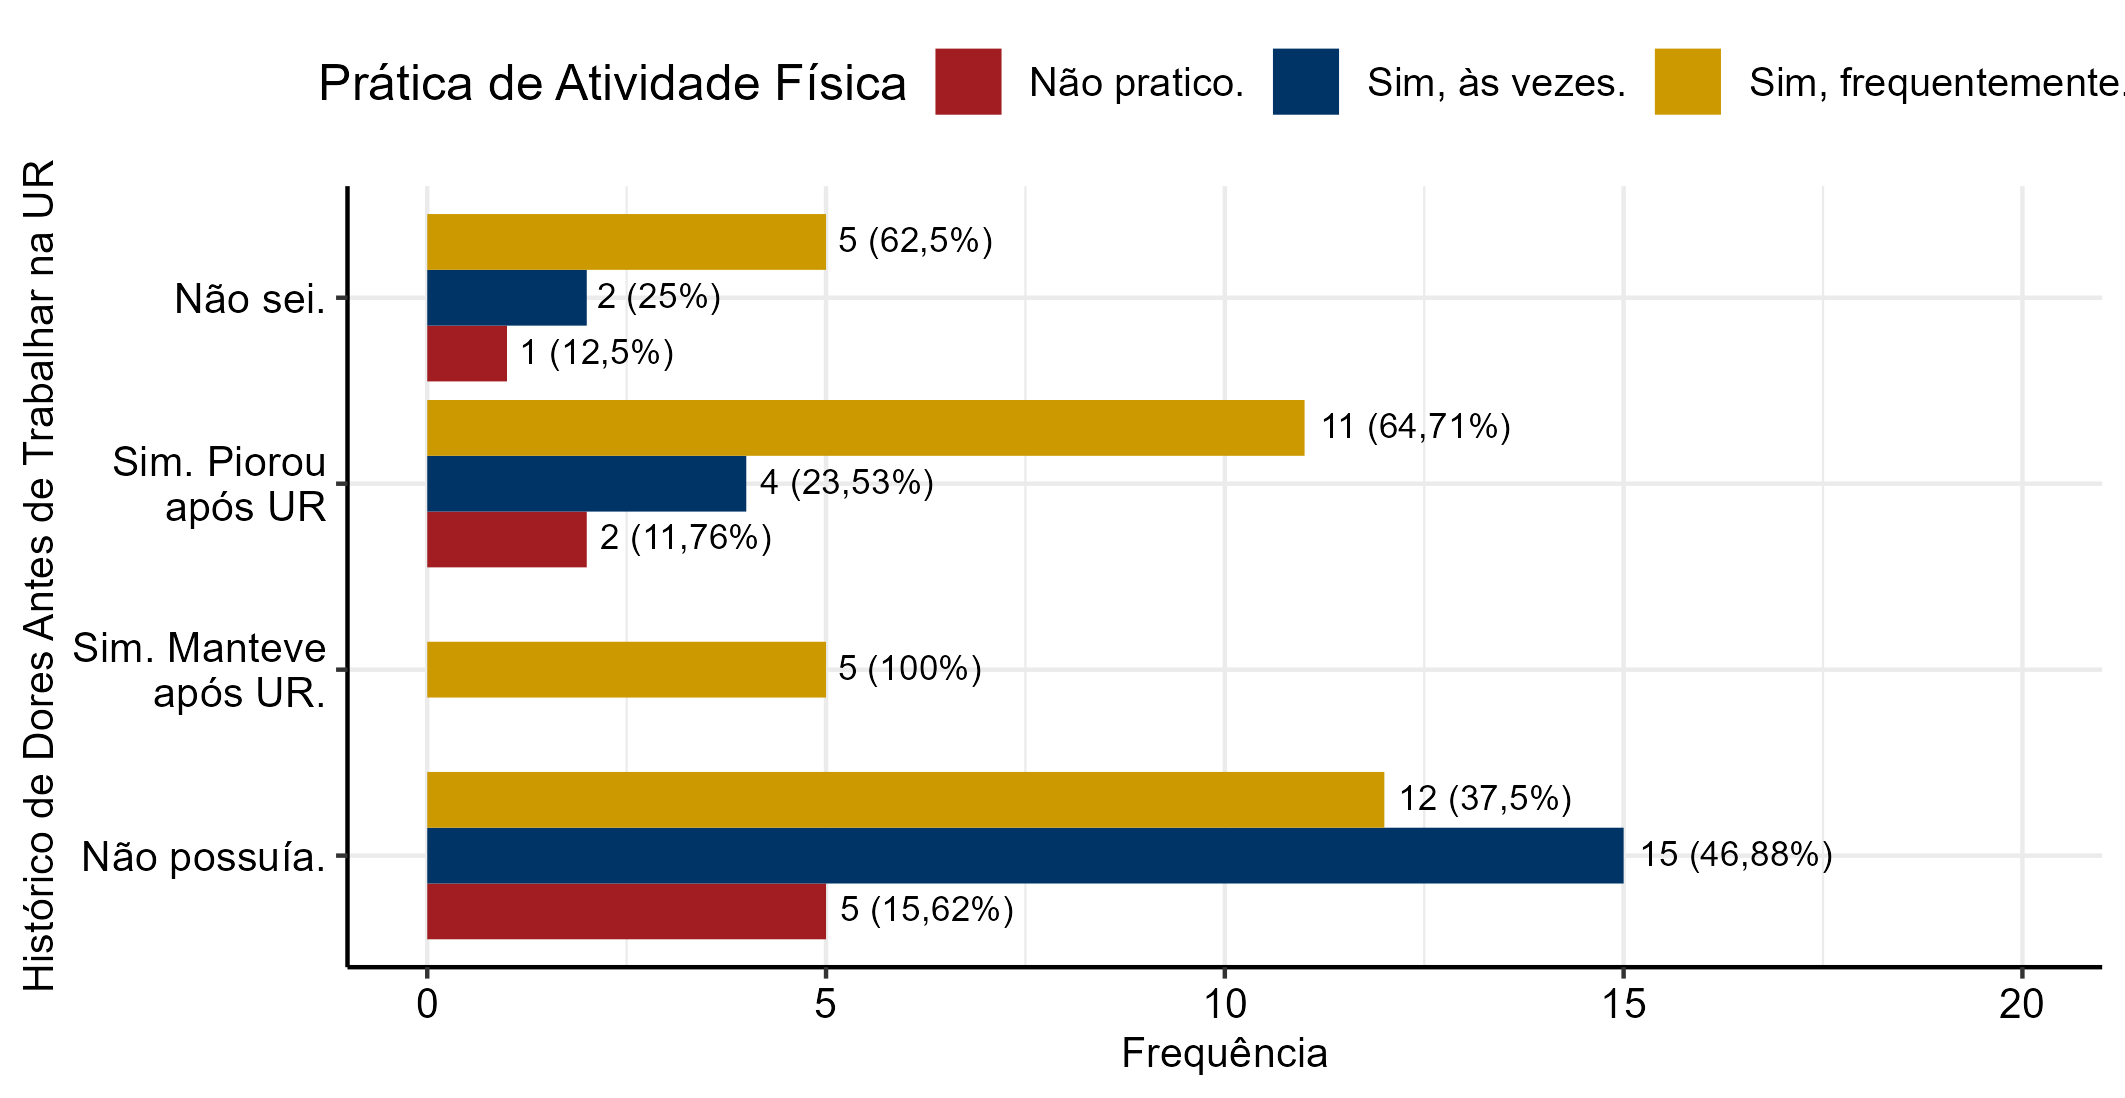 Prática de Atividade Física Não pratico. Sim, às vezes. Sim, frequentemente.
Histórico de Dores Antes de Trabalhar na UR
Não sei.
5 (62,5%)
2 (25%)
1 (12,5%)
Sim. Piorou
após UR
11 (64,71%)
4 (23,53%)
2 (11,76%)
Sim. Manteve
após UR.
5 (100%)
Não possuía.
12 (37,5%)
15 (46,88%)
5 (15,62%)
0 5 10 15 20
Frequência